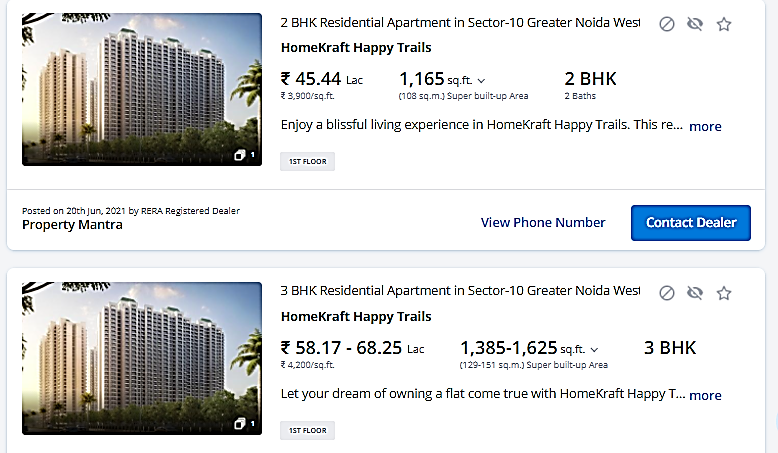 2 BHK Residential Apartment in Sector-10 Greater Noida West
HomeKraft Happy Trails
₹ 45.44 Lac
1,165 sq.ft.
2 BHK
₹ 3,900/sq.ft.
(108 sq.m.) Super built-up Area
2 Baths
Enjoy a blissful living experience in HomeKraft Happy Trails. This re... more
1
1ST FLOOR
Posted on 20th Jun, 2021 by RERA Registered Dealer
Property Mantra
View Phone Number
Contact Dealer
3 BHK Residential Apartment in Sector-10 Greater Noida West
HomeKraft Happy Trails
₹ 58.17 - 68.25 Lac
1,385-1,625 sq.ft.
3 BHK
₹ 4,200/sq.ft.
(129-151 sq.m.) Super built-up Area
Let your dream of owning a flat come true with HomeKraft Happy T... more
1
1ST FLOOR